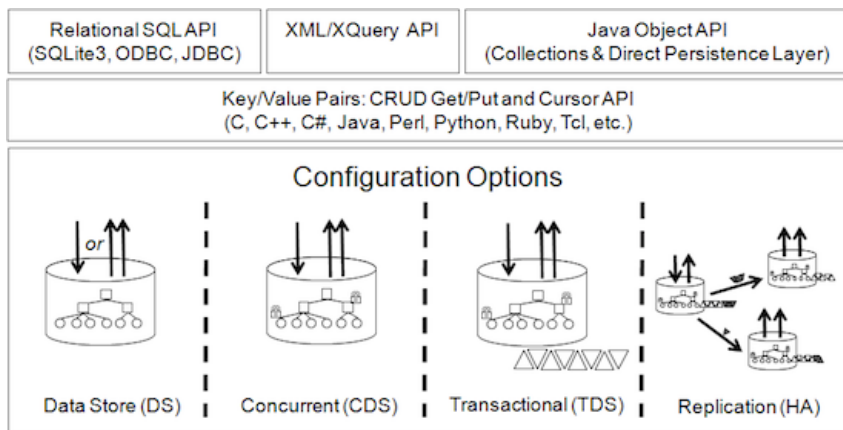 Relational SQL API
(SQLite3, ODBC, JDBC)
XML/XQuery API
Java Object API
(Collections & Direct Persistence Layer)
Key/Value Pairs: CRUD Get/Put and Cursor API
(C, C++, C#, Java, Perl, Python, Ruby, Tcl, etc.)
Configuration Options
or
Data Store (DS)
Concurrent (CDS)
Transactional (TDS)
Replication (HA)